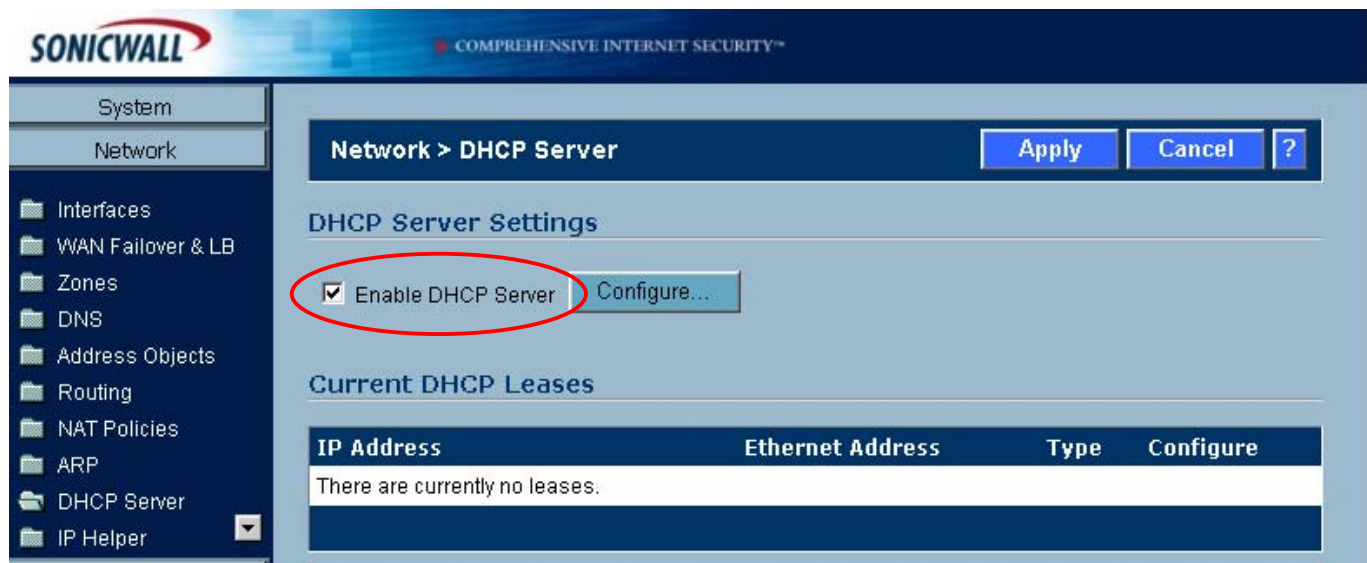 SONICWALL
COMPREHENSIVE INTERNET SECURITY™
System
Network
Interfaces
WAN Failover & LB
Zones
DNS
Address Objects
Routing
NAT Policies
ARP
DHCP Server
IP Helper
Network > DHCP Server
Apply
Cancel
?
DHCP Server Settings
Enable DHCP Server
Configure...
Current DHCP Leases
IP Address Ethernet Address Type Configure
There are currently no leases.